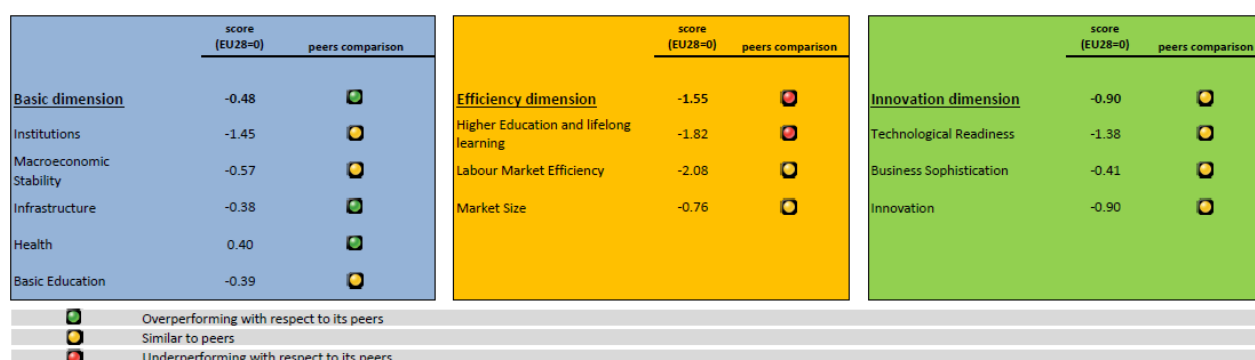 score
(EU28=0) peers comparison
Basic dimension -0.48
Institutions -1.45
Macroeconomic
Stability -0.57
Infrastructure -0.38
Health 0.40
Basic Education -0.39
score
(EU28=0) peers comparison
Efficiency dimension -1.55
Higher Education and lifelong
learning -1.82
Labour Market Efficiency -2.08
Market Size -0.76
score
(EU28=0) peers comparison
Innovation dimension -0.90
Technological Readiness -1.38
Business Sophistication -0.41
Innovation -0.90
Overperforming with respect to its peers
Similar to peers
Underperforming with respect to its peers